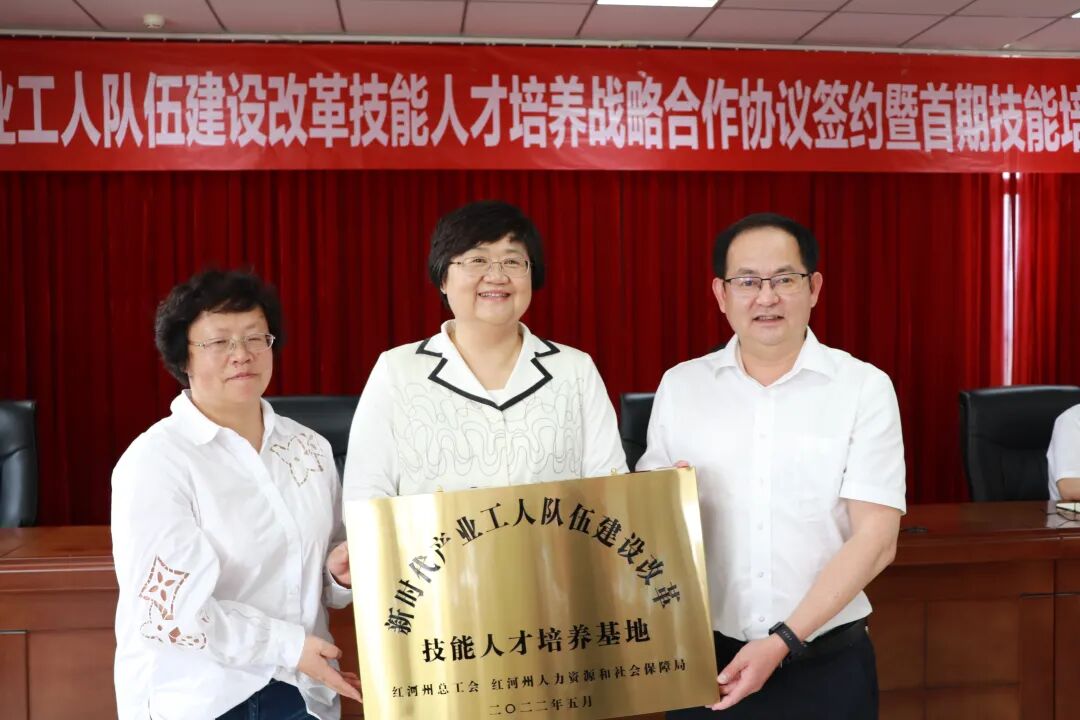 业工人队伍建设改革技能人才培养战略合作协议签约暨首期技能培
新时代产业工人队伍建设改革
技能人才培养基地
红河州总工会 红河州人力资源和社会保障局
二〇二二年五月